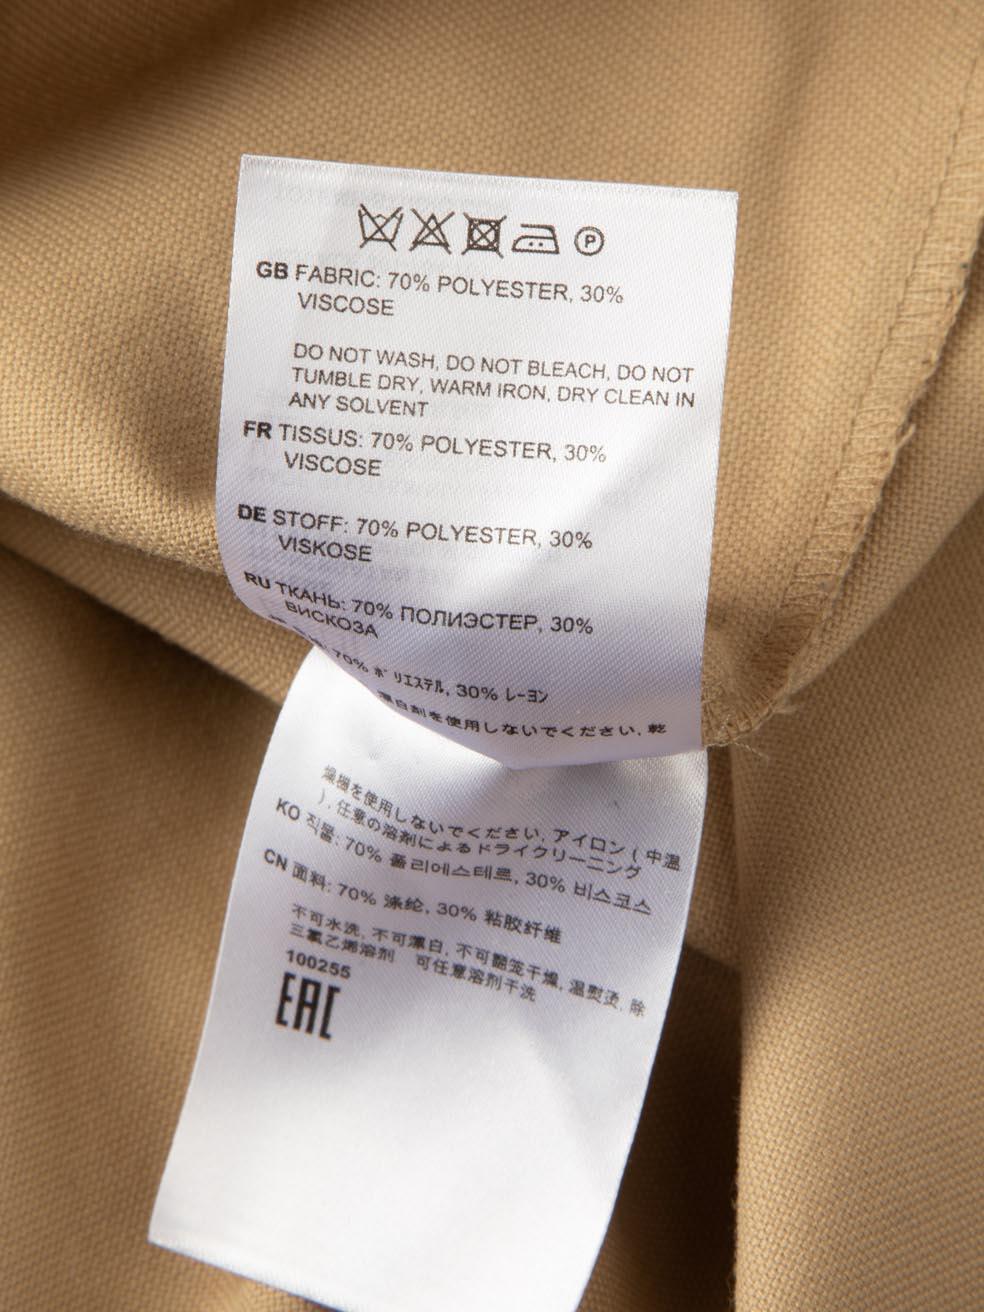 P
GB FABRIC: 70% POLYESTER, 30%
VISCOSE
DO NOT WASH, DO NOT BLEACH, DO NOT
TUMBLE DRY, WARM IRON, DRY CLEAN IN
ANY SOLVENT
FR TISSUS: 70% POLYESTER, 30%
VISCOSE
DE STOFF: 70% POLYESTER, 30%
VISKOSE
RU ТКАНЬ: 70% ПОЛИЭСТЕР, 30%
ВИСКОЗА
70% ポリエステル, 30% レーヨン
漂白剤を使用しないでください, 乾
燥機を使用しないでください, アイロン ( 中温
), 任意の溶剤によるドライクリーニング
KO 직물: 70% 폴리에스테르, 30% 비스코스
CN 面料: 70% 涤纶, 30% 粘胶纤维
不可水洗, 不可漂白, 不可翻笼干燥, 温熨烫, 除
三氯乙烯溶剂 可任意溶剂干洗
100255
EAC